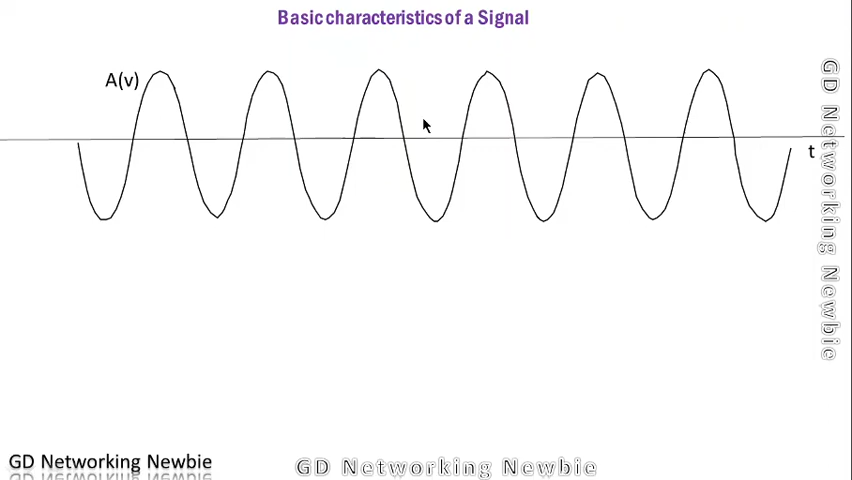 Basic characteristics of a Signal
A(v)
t
GD Networking Newbie
GD Networking Newbie
GD Networking Newbie